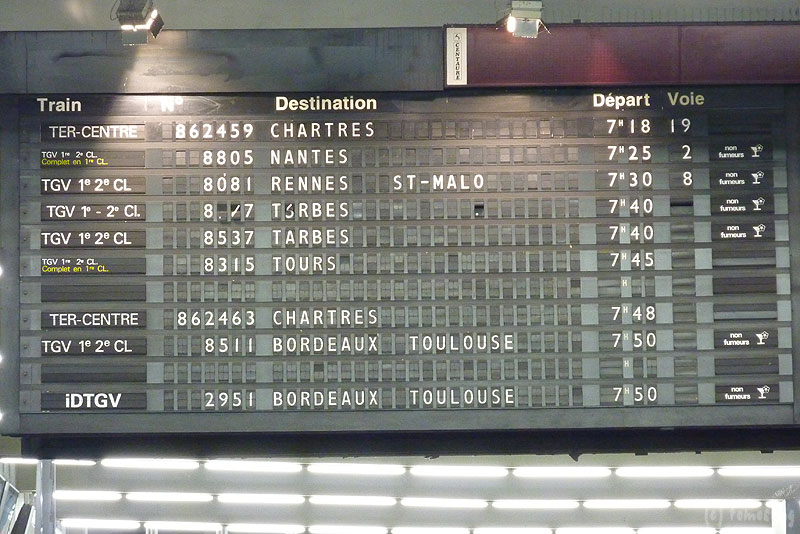 CENTAURE
Train N° Destination Départ Voie
TER-CENTRE 862459 CHARTRES 7H18 19
TGV 1re 2e CL. Complet en 1re CL. 8805 NANTES 7H25 2 non fumeurs
TGV 1e 2e CL 8081 RENNES ST-MALO 7H30 8 non fumeurs
TGV 1e - 2e Cl. 7H40 non fumeurs
TGV 1e 2e CL 8537 TARBES 7H40 non fumeurs
TGV 1re 2e CL. Complet en 1re CL. 8315 TOURS 7H45
H
TER-CENTRE 862463 CHARTRES 7H48
TGV 1e 2e CL 8511 BORDEAUX TOULOUSE 7H50 non fumeurs
H
iDTGV 2951 BORDEAUX TOULOUSE 7H50 non fumeurs